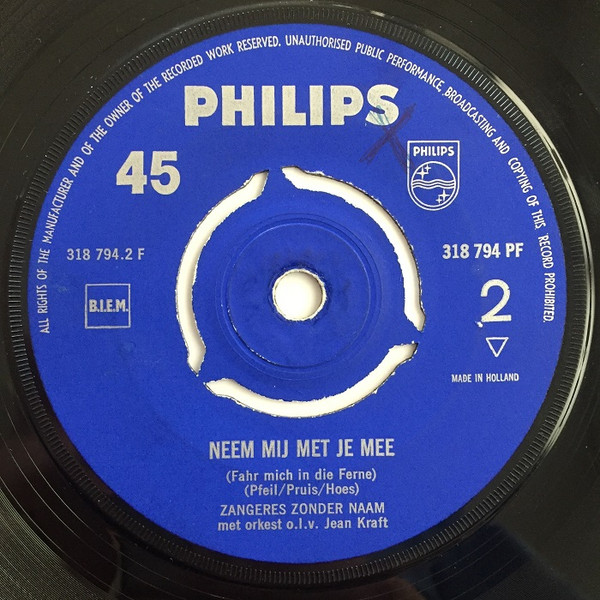 ALL RIGHTS OF THE MANUFACTURER AND OF THE OWNER OF THE RECORDED WORK RESERVED. UNAUTHORISED PUBLIC PERFORMANCE, BROADCASTING AND COPYING OF THIS RECORD PROHIBITED.
PHILIPS
PHILIPS
45
318 794.2 F
318 794 PF
B.I.E.M.
2
MADE IN HOLLAND
NEEM MIJ MET JE MEE
(Fahr mich in die Ferne)
(Pfeil/Pruis/Hoes)
ZANGERES ZONDER NAAM
met orkest o.l.v. Jean Kraft